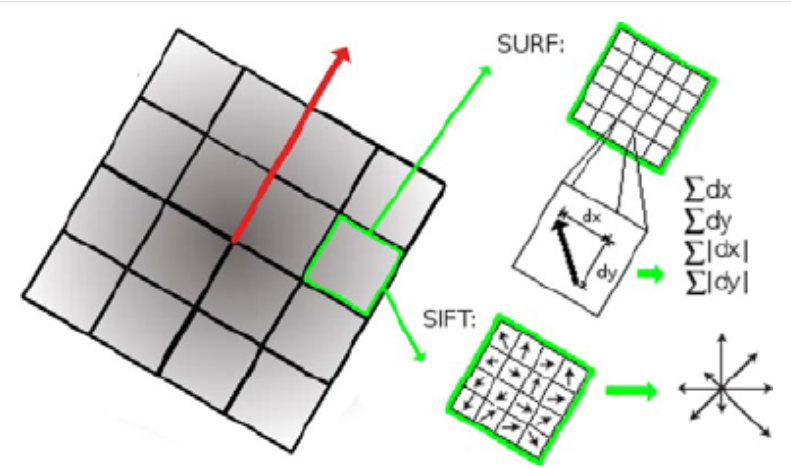 SURF:
∑dx
∑dy
∑|dx|
∑|dy|
dx
dy
SIFT: